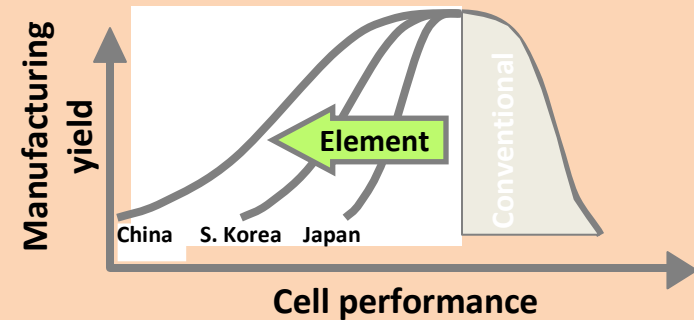 Manufacturing
yield
Element
Conventional
China S. Korea Japan
Cell performance